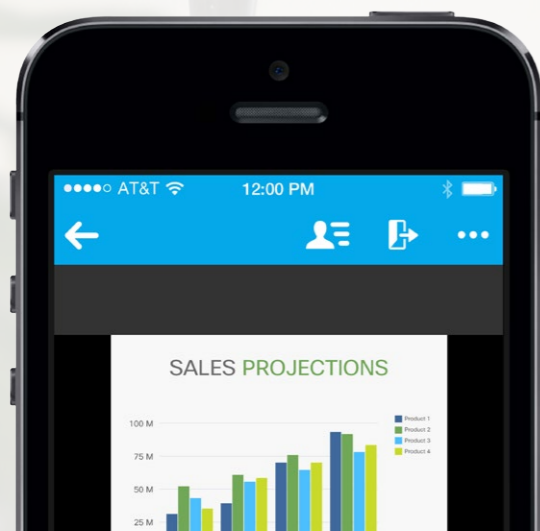 AT&T 12:00 PM
SALES PROJECTIONS
100 M
Product 1
Product 2
Product 3
Product 4
75 M
50 M
25 M